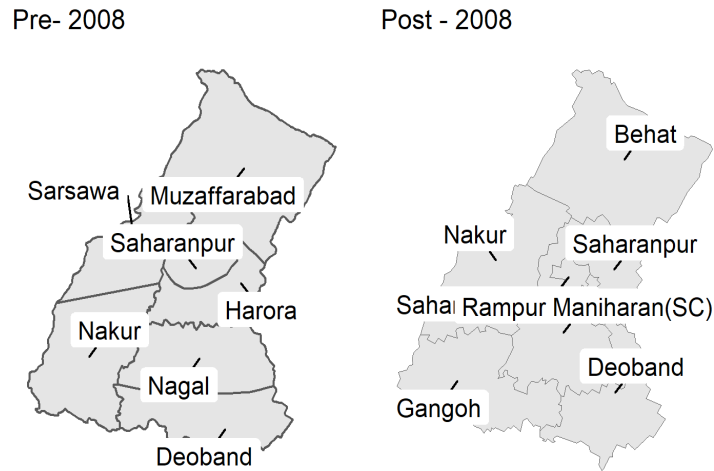 Pre- 2008
Post - 2008
Sarsawa
Muzaffarabad
Saharanpur
Harora
Nakur
Nagal
Deoband
Behat
Nakur
Saharanpur
Rampur Maniharan(SC)
Deoband
Gangoh